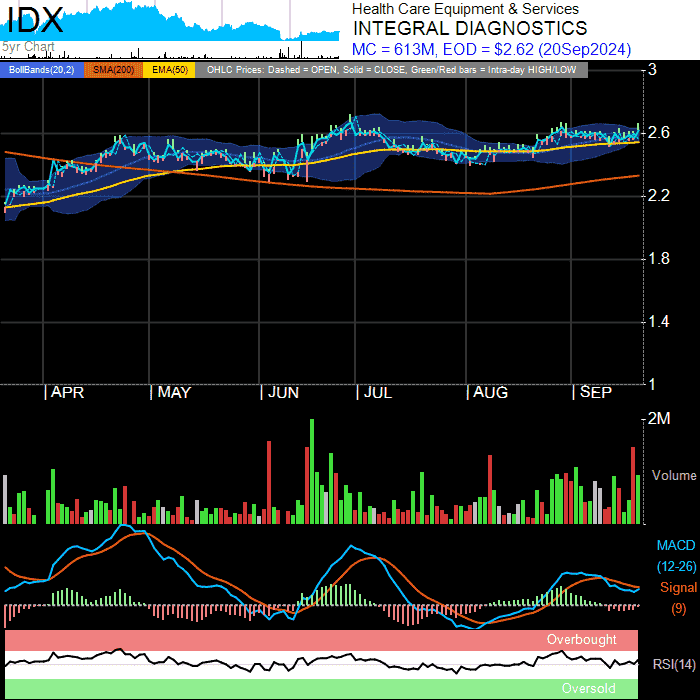 IDX
5yr Chart
Health Care Equipment & Services
INTEGRAL DIAGNOSTICS
MC = 613M, EOD = $2.62 (20Sep2024)
BollBands(20,2) SMA(200) EMA(50) OHLC Prices: Dashed = OPEN, Solid = CLOSE, Green/Red bars = Intra-day HIGH/LOW
3
2.6
2.2
1.8
1.4
1
APR MAY JUN JUL AUG SEP
2M
Volume
MACD
(12-26)
Signal
(9)
Overbought
RSI(14)
Oversold